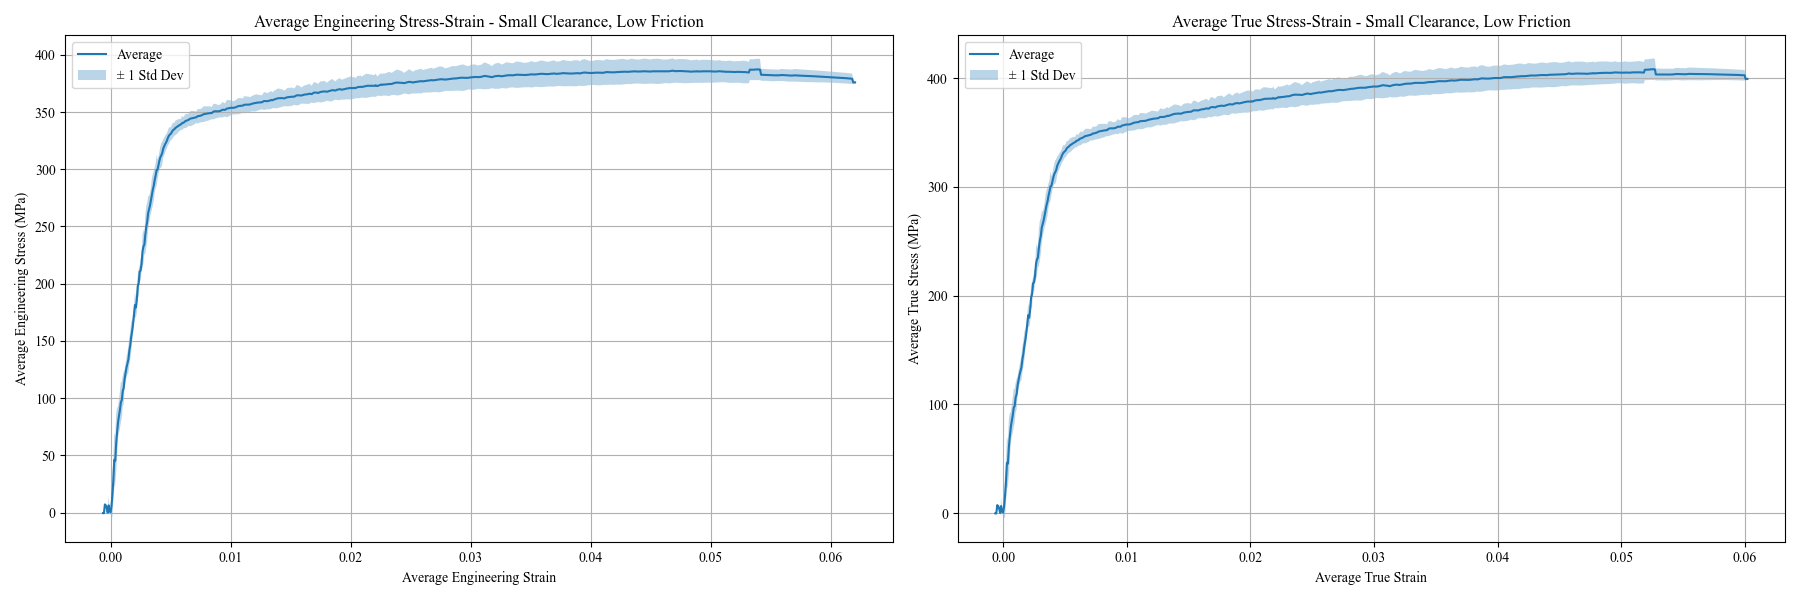 Average Engineering Stress-Strain - Small Clearance, Low Friction
Average
± 1 Std Dev
Average Engineering Stress (MPa)
400
350
300
250
200
150
100
50
0
0.00 0.01 0.02 0.03 0.04 0.05 0.06
Average Engineering Strain
Average True Stress-Strain - Small Clearance, Low Friction
Average
± 1 Std Dev
Average True Stress (MPa)
400
300
200
100
0
0.00 0.01 0.02 0.03 0.04 0.05 0.06
Average True Strain